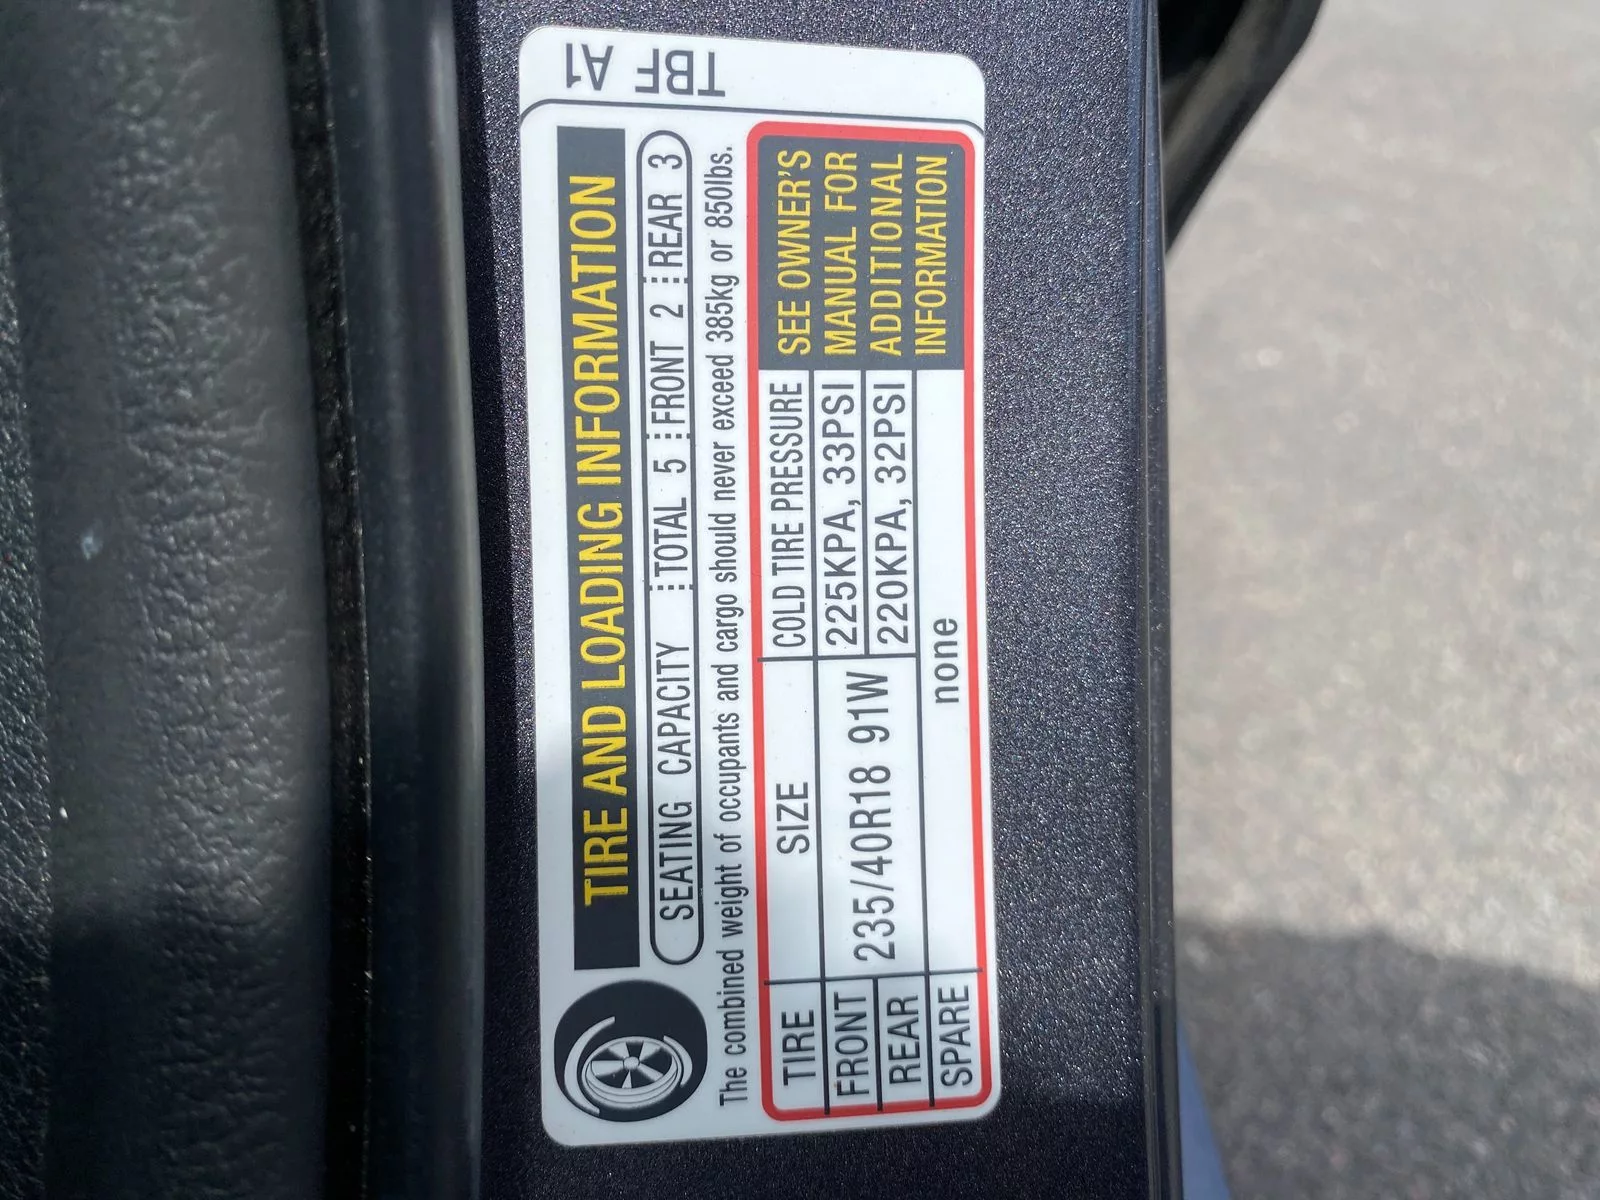 TBF A1
TIRE AND LOADING INFORMATION
SEATING CAPACITY TOTAL 5 FRONT 2 REAR 3
The combined weight of occupants and cargo should never exceed 385kg or 850lbs.
TIRE SIZE COLD TIRE PRESSURE
FRONT 235/40R18 91W 225KPA, 33PSI
REAR 220KPA, 32PSI
SPARE none
SEE OWNER'S
MANUAL FOR
ADDITIONAL
INFORMATION